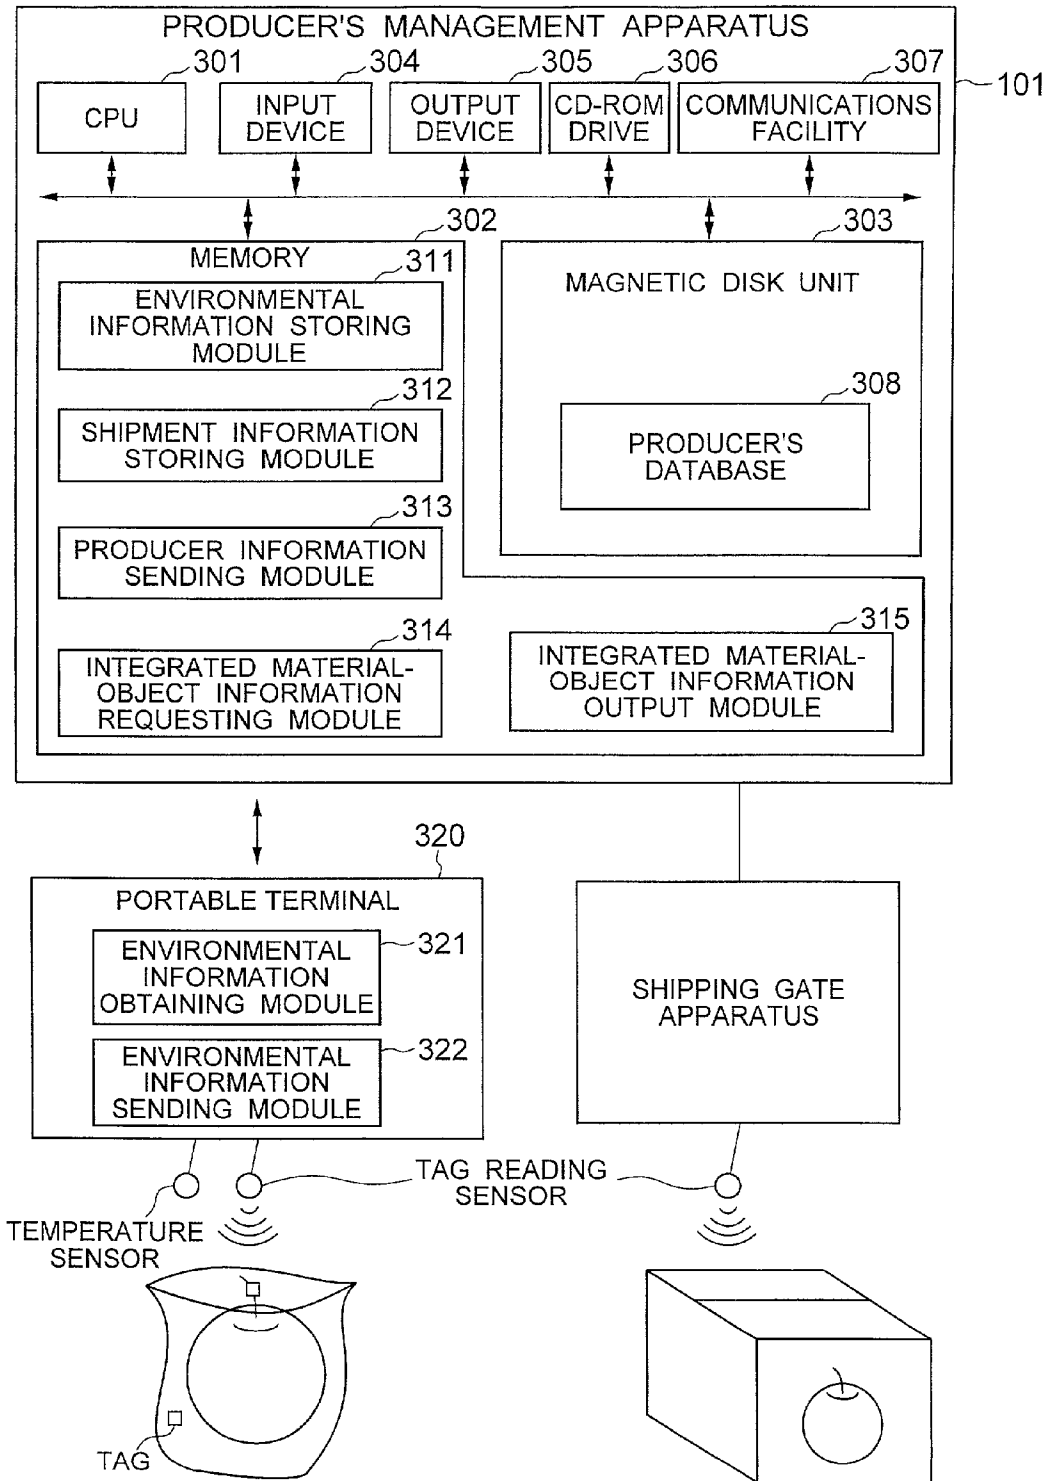 PRODUCER'S MANAGEMENT APPARATUS
101
301
CPU
304
INPUT
DEVICE
305
OUTPUT
DEVICE
306
CD-ROM
DRIVE
307
COMMUNICATIONS
FACILITY
302
MEMORY
311
ENVIRONMENTAL
INFORMATION STORING
MODULE
312
SHIPMENT INFORMATION
STORING MODULE
313
PRODUCER INFORMATION
SENDING MODULE
314
INTEGRATED MATERIAL-
OBJECT INFORMATION
REQUESTING MODULE
303
MAGNETIC DISK UNIT
308
PRODUCER'S
DATABASE
315
INTEGRATED MATERIAL-
OBJECT INFORMATION
OUTPUT MODULE
320
PORTABLE TERMINAL
321
ENVIRONMENTAL
INFORMATION
OBTAINING MODULE
322
ENVIRONMENTAL
INFORMATION
SENDING MODULE
SHIPPING GATE
APPARATUS
TAG READING
SENSOR
TEMPERATURE
SENSOR
TAG